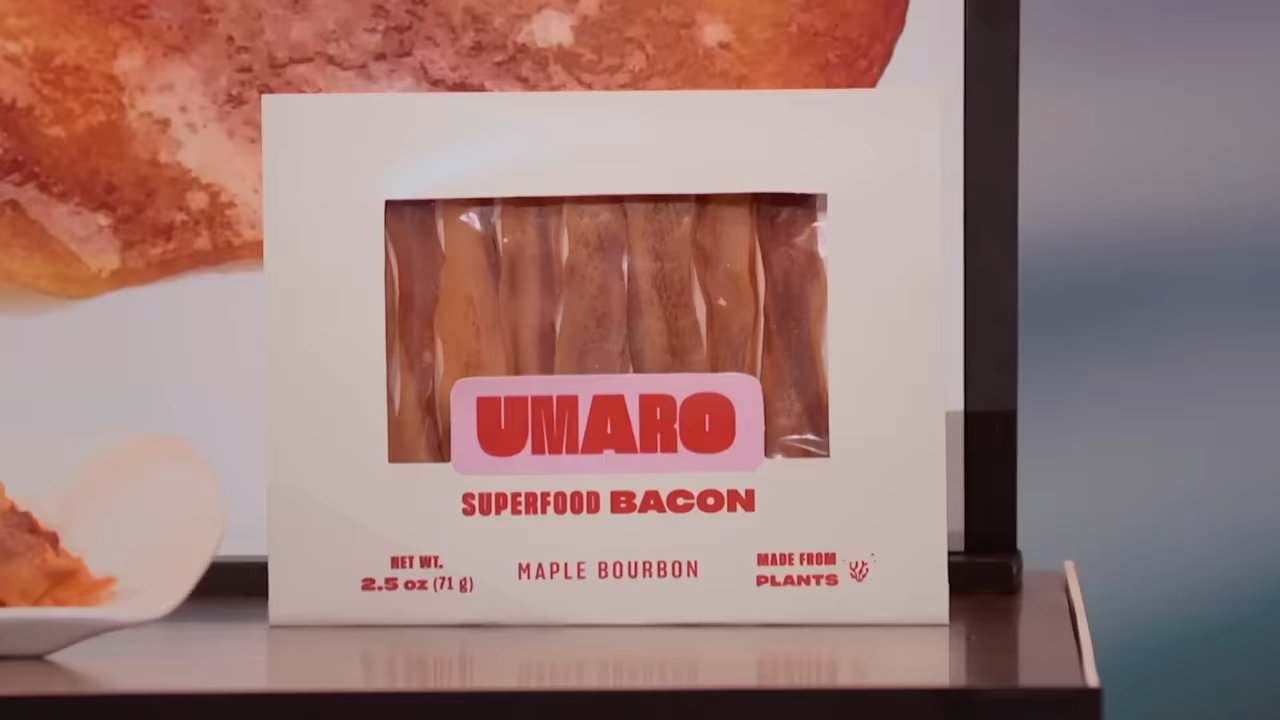 UMARO
SUPERFOOD BACON
NET WT.
2.5 oz (71 g)
MAPLE BOURBON
MADE FROM
PLANTS